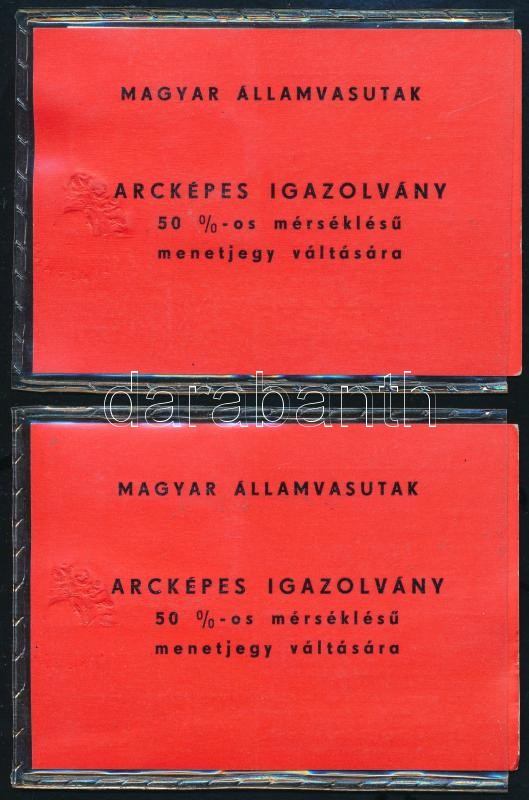 MAGYAR ÁLLAMVASUTAK
ARCKÉPES IGAZOLVÁNY
50 %-os mérséklésű
menetjegy váltására
darabanth
MAGYAR ÁLLAMVASUTAK
ARCKÉPES IGAZOLVÁNY
50 %-os mérséklésű
menetjegy váltására